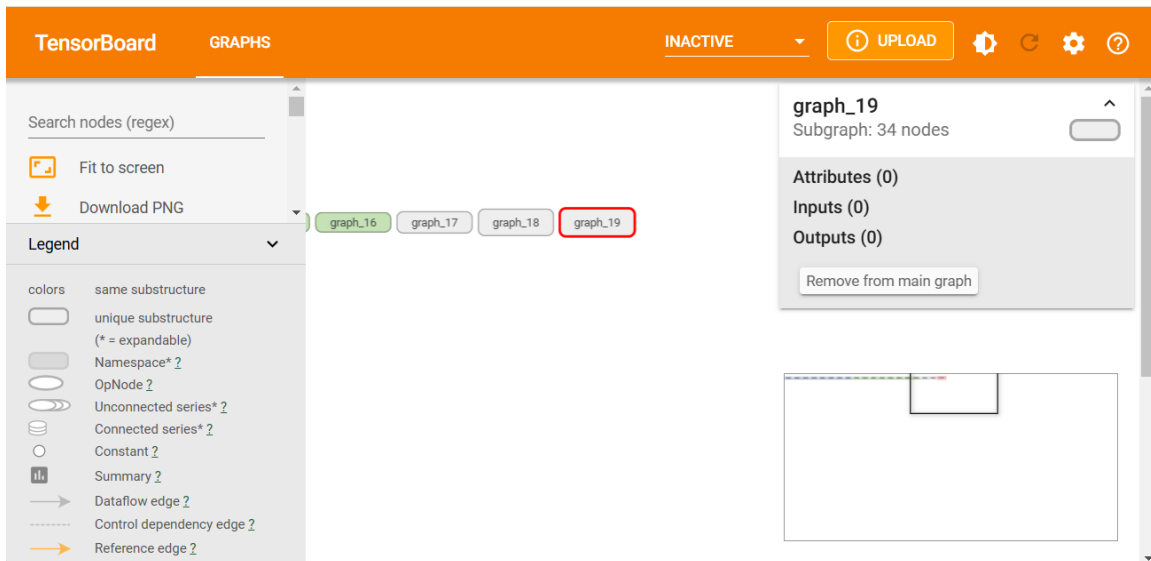 TensorBoard
GRAPHS
INACTIVE
UPLOAD
Search nodes (regex)
Fit to screen
Download PNG
Legend
colors same substructure
unique substructure
(* = expandable)
Namespace* ?
OpNode ?
Unconnected series* ?
Connected series* ?
Constant ?
Summary ?
Dataflow edge ?
Control dependency edge ?
Reference edge ?
graph_16
graph_17
graph_18
graph_19
graph_19
Subgraph: 34 nodes
Attributes (0)
Inputs (0)
Outputs (0)
Remove from main graph